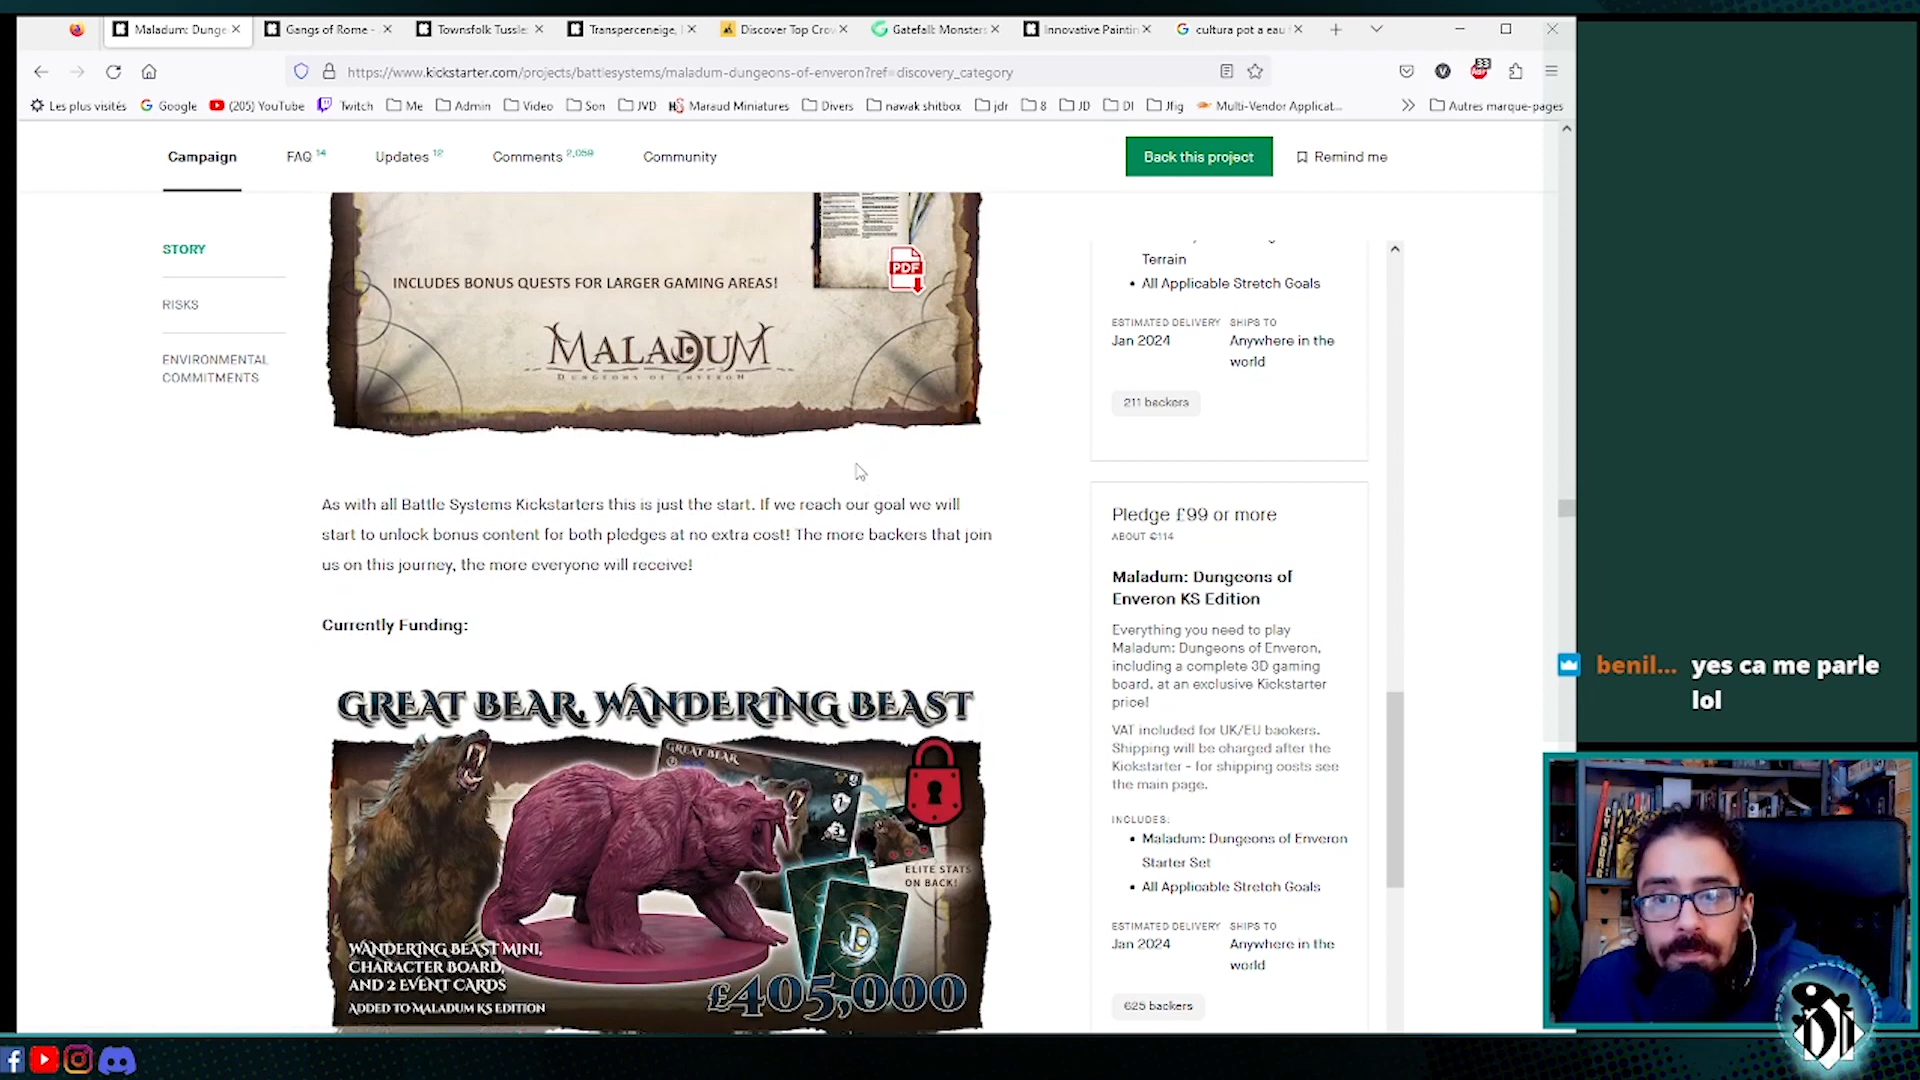 Maladum: Dunge
Gangs of Rome -
Townsfolk Tussle
Transperceneige,
Discover Top Cro
Gatefall: Monsters
Innovative Paintin
cultura pot a eau
https://www.kickstarter.com/projects/battlesystems/maladum-dungeons-of-enveron?ref=discovery_category
33
Les plus visités
Google
(205) YouTube
Twitch
Me
Admin
Video
Son
JVD
Maraud Miniatures
Divers
nawak shitbox
jdr
8
JD
DI
Jfig
Multi-Vendor Applicat...
Autres marque-pages
Campaign
FAQ 14
Updates 12
Comments 2,059
Community
Back this project
Remind me
STORY
RISKS
ENVIRONMENTAL
COMMITMENTS
PDF
INCLUDES BONUS QUESTS FOR LARGER GAMING AREAS!
MALADUM
DUNGEONS OF ENVERON
As with all Battle Systems Kickstarters this is just the start. If we reach our goal we will
start to unlock bonus content for both pledges at no extra cost! The more backers that join
us on this journey, the more everyone will receive!
Currently Funding:
GREAT BEAR, WANDERING BEAST
GREAT BEAR
ELITE STATS
ON BACK!
WANDERING BEAST MINI,
CHARACTER BOARD,
AND 2 EVENT CARDS
ADDED TO MALADUM KS EDITION
£405,000
Terrain
All Applicable Stretch Goals
ESTIMATED DELIVERY
Jan 2024
SHIPS TO
Anywhere in the
world
211 backers
Pledge £99 or more
ABOUT €114
Maladum: Dungeons of
Enveron KS Edition
Everything you need to play
Maladum: Dungeons of Enveron,
including a complete 3D gaming
board, at an exclusive Kickstarter
price!
VAT included for UK/EU backers.
Shipping will be charged after the
Kickstarter - for shipping costs see
the main page.
INCLUDES:
Maladum: Dungeons of Enveron
Starter Set
All Applicable Stretch Goals
ESTIMATED DELIVERY
Jan 2024
SHIPS TO
Anywhere in the
world
625 backers
benil... yes ca me parle
lol